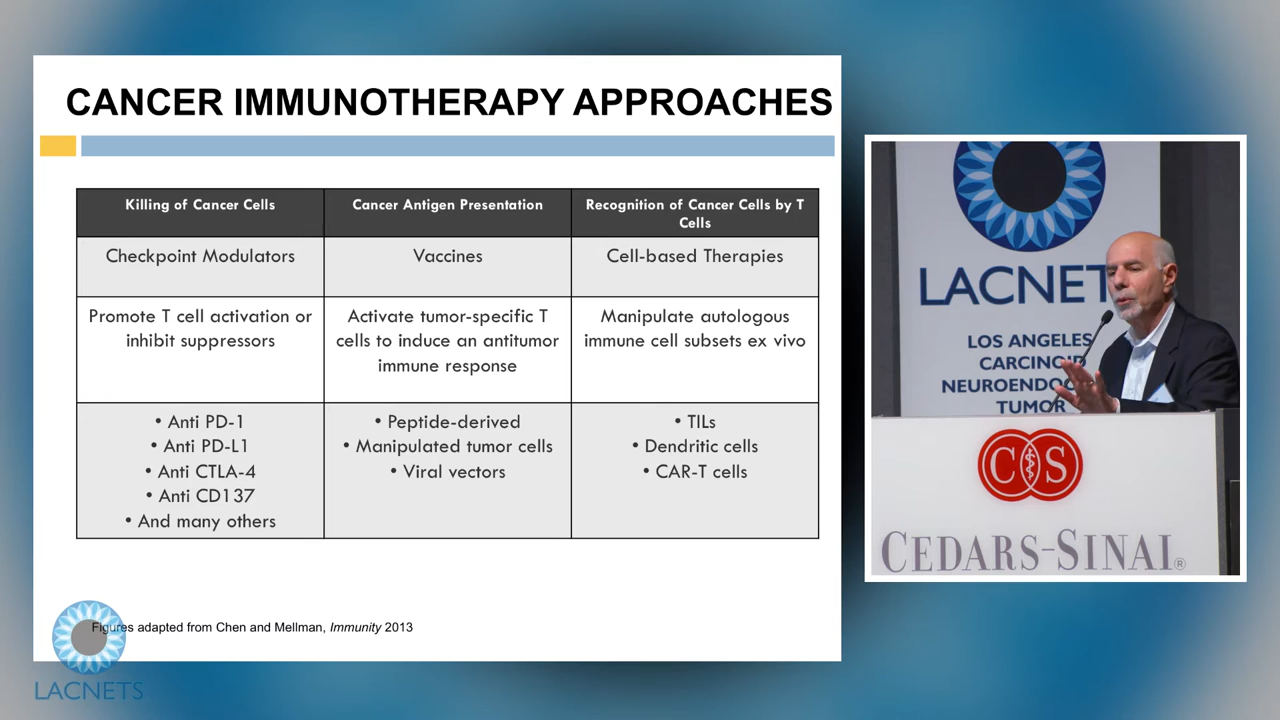 CANCER IMMUNOTHERAPY APPROACHES
Killing of Cancer Cells
Cancer Antigen Presentation
Recognition of Cancer Cells by T
Cells
Checkpoint Modulators
Vaccines
Cell-based Therapies
Promote T cell activation or
inhibit suppressors
Activate tumor-specific T
cells to induce an antitumor
immune response
Manipulate autologous
immune cell subsets ex vivo
• Anti PD-1
• Anti PD-L1
• Anti CTLA-4
• Anti CD137
• And many others
• Peptide-derived
• Manipulated tumor cells
• Viral vectors
• TILs
• Dendritic cells
• CAR-T cells
Figures adapted from Chen and Mellman, Immunity 2013
LACNETS
LACNET
LOS ANGELES
CARCINOID
NEUROENDOC
TUMOR
CS
CEDARS-SINAI®